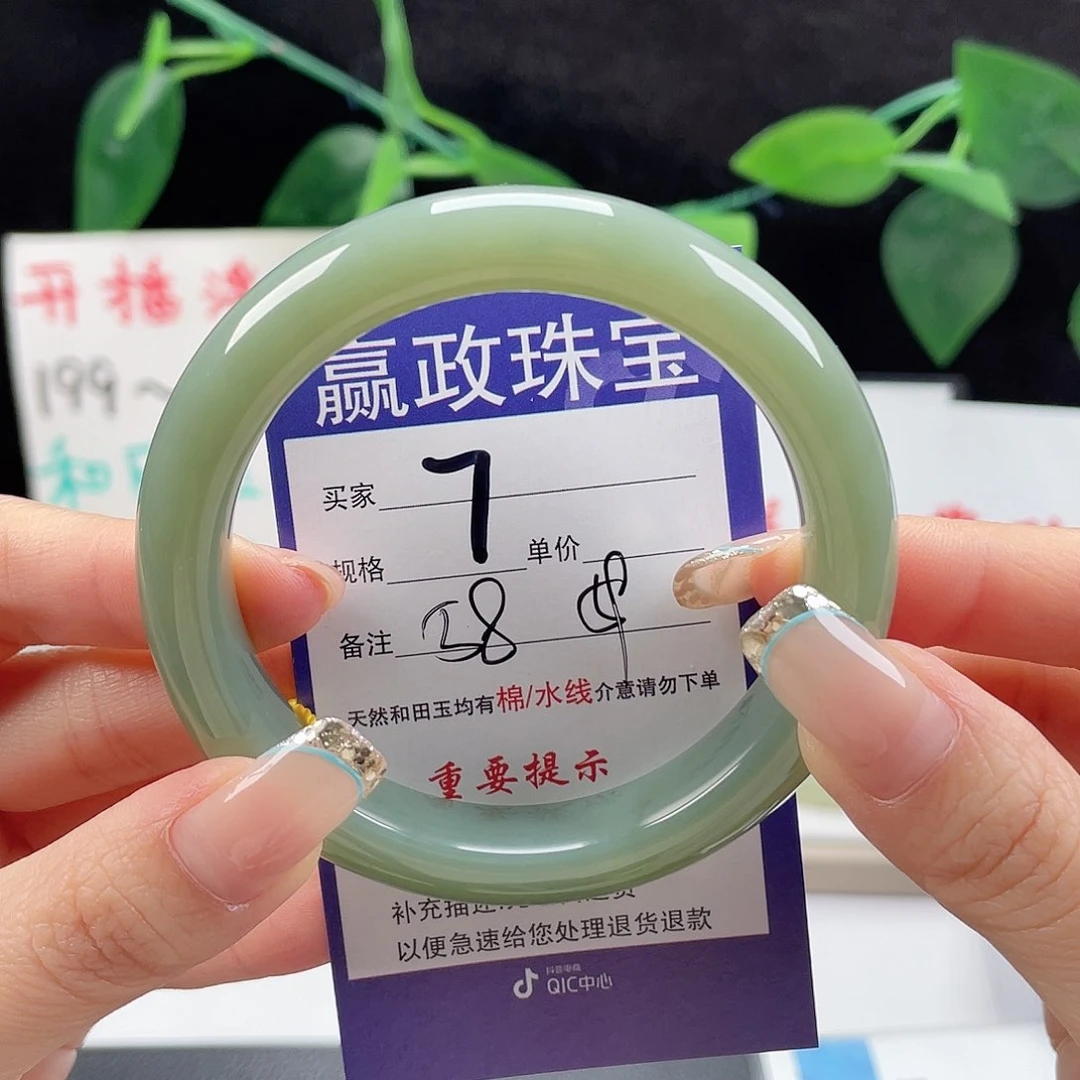 开播
199~
赢政珠宝
买家 7
规格 单价
备注 58
天然和田玉均有棉/水线介意请勿下单
重要提示
补充描述
以便急速给您处理退货退款
抖音电商
QIC中心